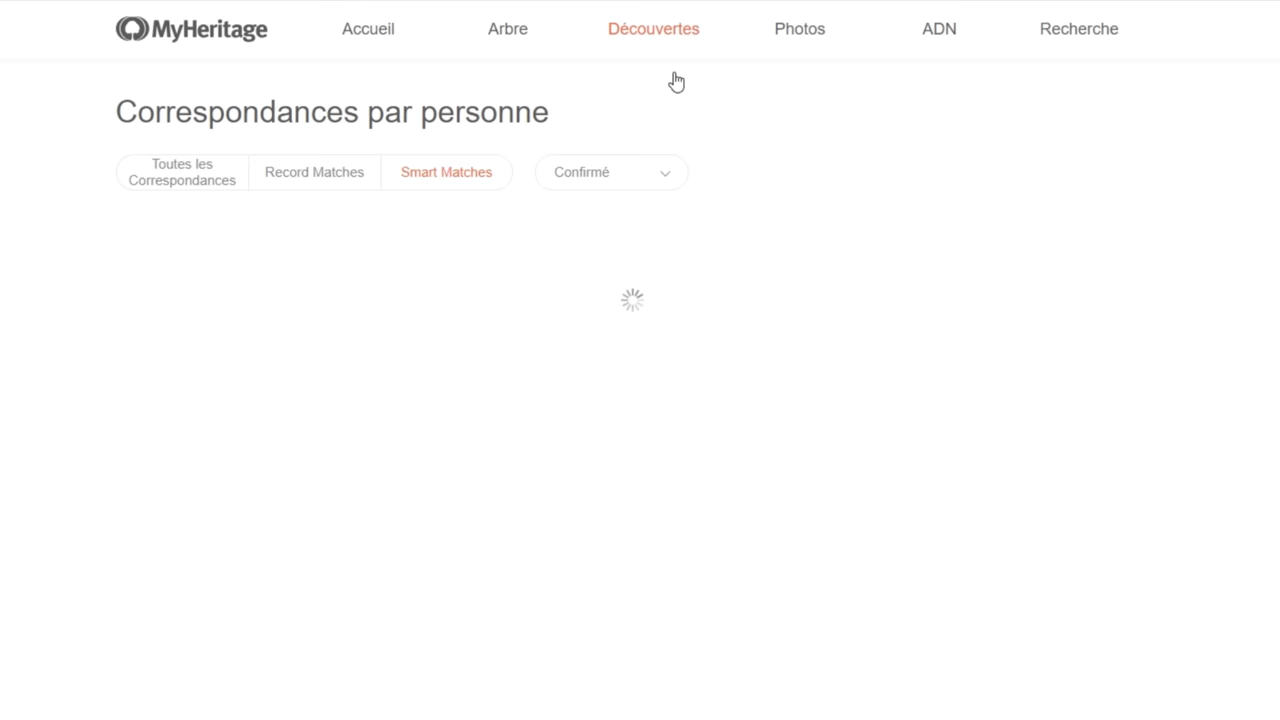 MyHeritage Accueil Arbre Découvertes Photos ADN Recherche
Correspondances par personne
Toutes les
Correspondances
Record Matches
Smart Matches
Confirmé